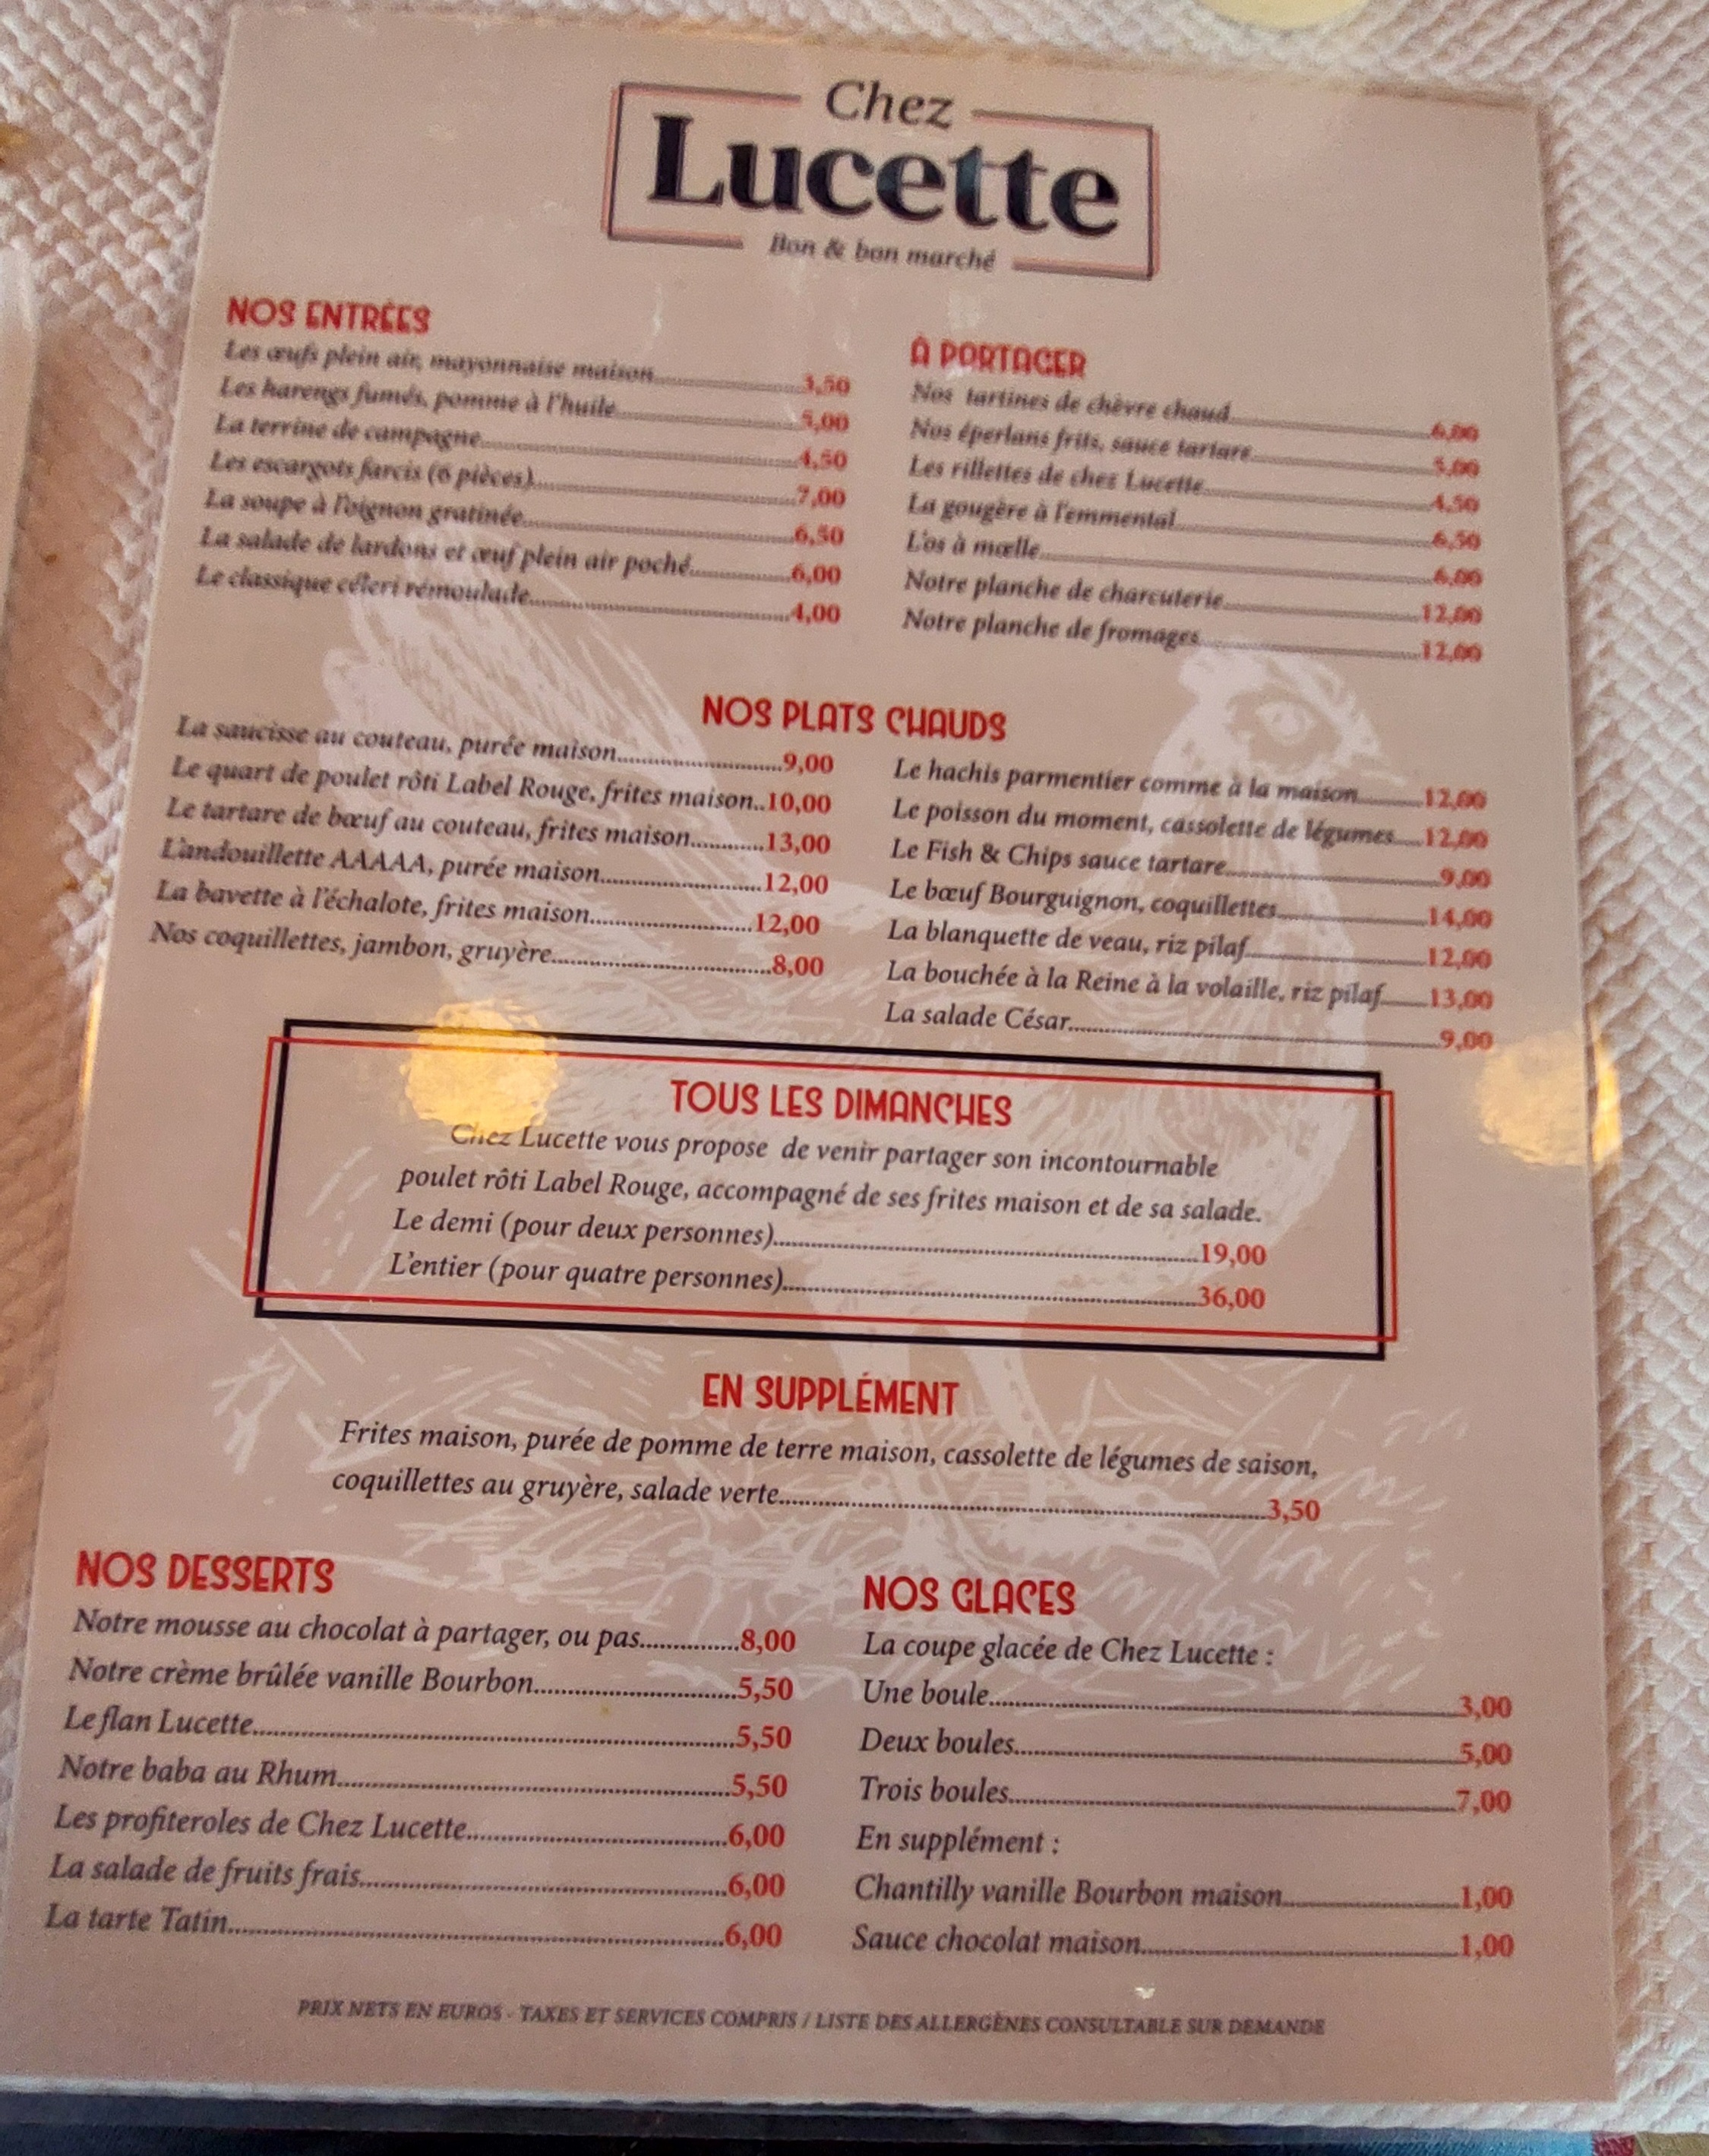 Chez
Lucette
Bon & bon marché
NOS ENTRÉES
Les œufs plein air, mayonnaise maison 3,50
Les harengs fumés, pomme à l'huile 5,00
La terrine de campagne 4,50
Les escargots farcis (6 pièces) 7,00
La soupe à l'oignon gratinée 6,50
La salade de lardons et œuf plein air poché 6,00
Le classique céleri rémoulade 4,00
À PARTAGER
Nos tartines de chèvre chaud 6,00
Nos éperlans frits, sauce tartare 5,00
Les rillettes de chez Lucette 4,50
La gougère à l'emmental 6,50
L'os à mœlle 6,00
Notre planche de charcuterie 12,00
Notre planche de fromages 12,00
NOS PLATS CHAUDS
La saucisse au couteau, purée maison 9,00
Le quart de poulet rôti Label Rouge, frites maison 10,00
Le tartare de bœuf au couteau, frites maison 13,00
L'andouillette AAAAA, purée maison 12,00
La bavette à l'échalote, frites maison 12,00
Nos coquillettes, jambon, gruyère 8,00
Le hachis parmentier comme à la maison 12,00
Le poisson du moment, cassolette de légumes 12,00
Le Fish & Chips sauce tartare 9,00
Le bœuf Bourguignon, coquillettes 14,00
La blanquette de veau, riz pilaf 12,00
La bouchée à la Reine à la volaille, riz pilaf 13,00
La salade César 9,00
TOUS LES DIMANCHES
Chez Lucette vous propose de venir partager son incontournable
poulet rôti Label Rouge, accompagné de ses frites maison et de sa salade.
Le demi (pour deux personnes) 19,00
L'entier (pour quatre personnes) 36,00
EN SUPPLÉMENT
Frites maison, purée de pomme de terre maison, cassolette de légumes de saison,
coquillettes au gruyère, salade verte 3,50
NOS DESSERTS
Notre mousse au chocolat à partager, ou pas 8,00
Notre crème brûlée vanille Bourbon 5,50
Le flan Lucette 5,50
Notre baba au Rhum 5,50
Les profiteroles de Chez Lucette 6,00
La salade de fruits frais 6,00
La tarte Tatin 6,00
NOS GLACES
La coupe glacée de Chez Lucette :
Une boule 3,00
Deux boules 5,00
Trois boules 7,00
En supplément :
Chantilly vanille Bourbon maison 1,00
Sauce chocolat maison 1,00
PRIX NETS EN EUROS - TAXES ET SERVICES COMPRIS / LISTE DES ALLERGÈNES CONSULTABLE SUR DEMANDE